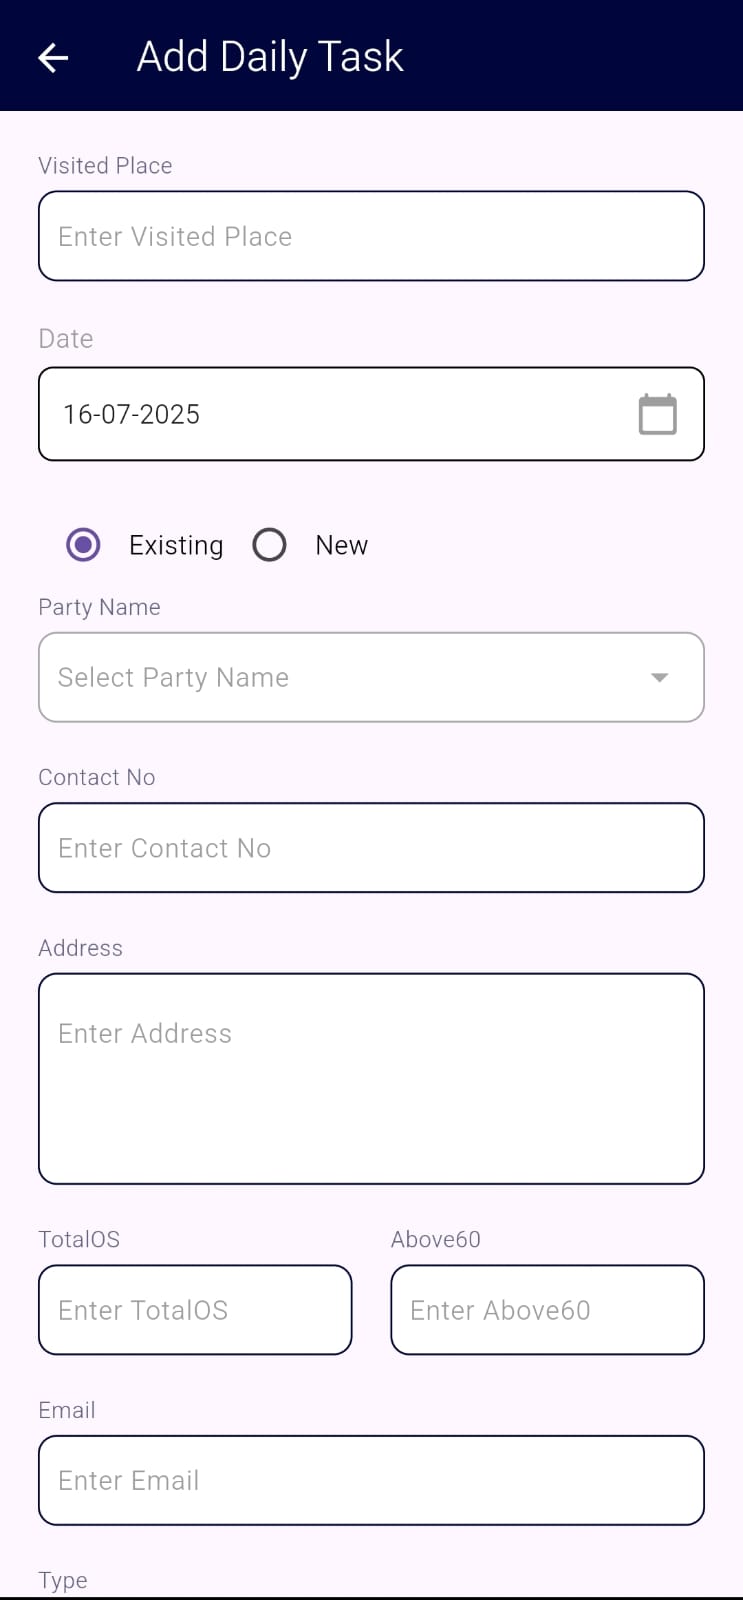 Add Daily Task
Visited Place
Enter Visited Place
Date
16-07-2025
Existing New
Party Name
Select Party Name
Contact No
Enter Contact No
Address
Enter Address
TotalOS Above60
Enter TotalOS Enter Above60
Email
Enter Email
Type